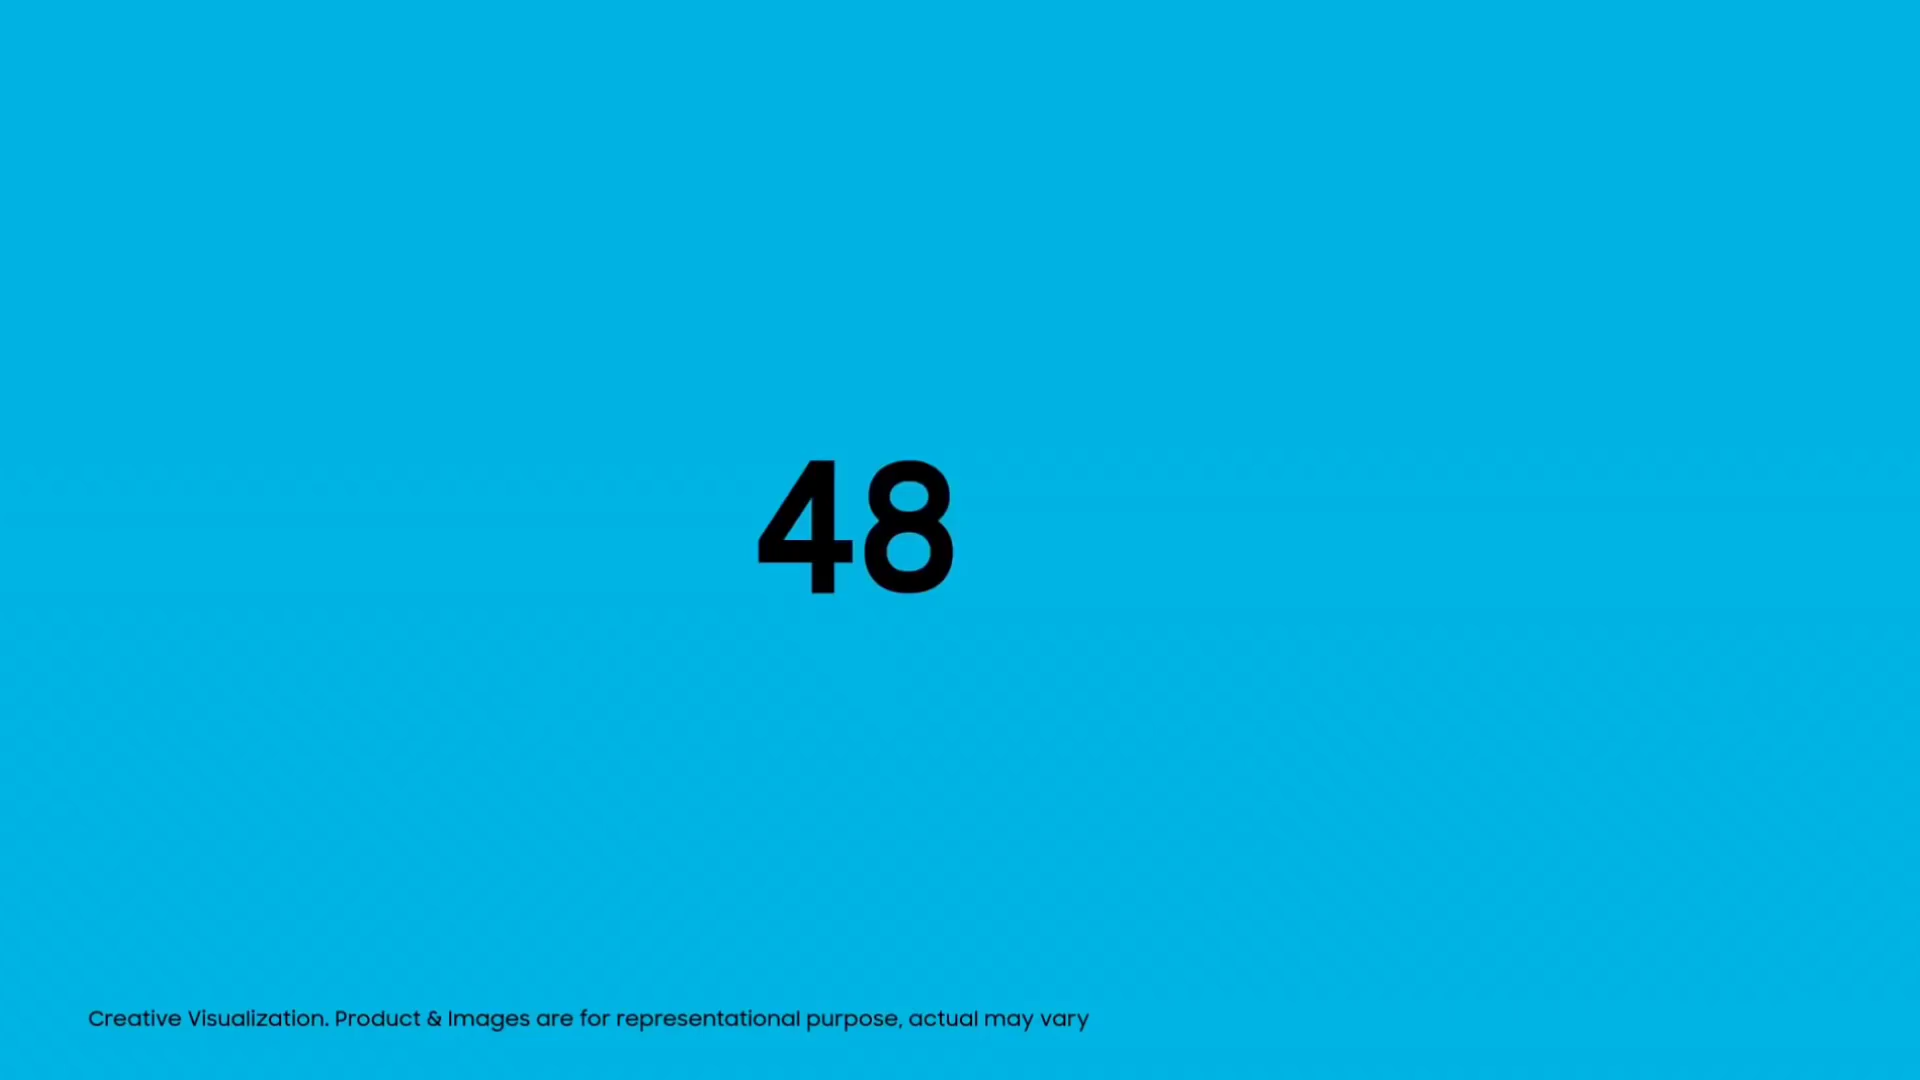 48
Creative Visualization. Product & Images are for representational purpose, actual may vary